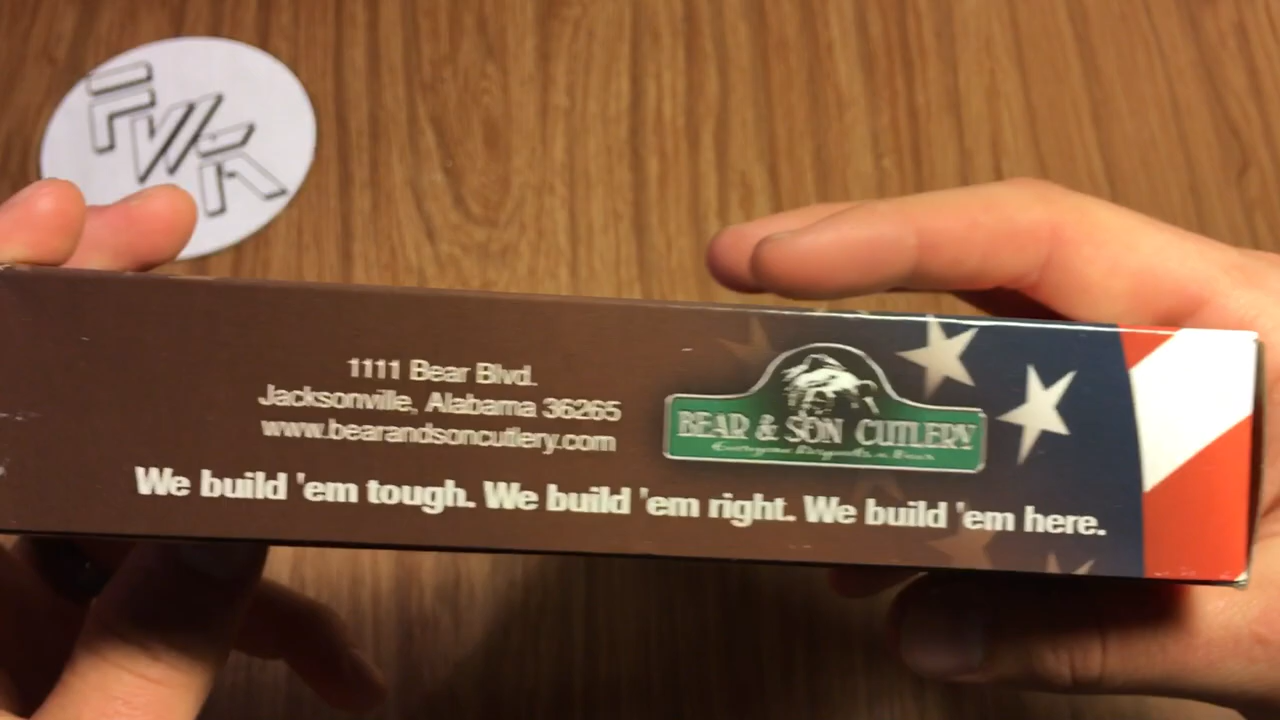 FVK
1111 Bear Blvd.
Jacksonville, Alabama 36265
www.bearandsoncutlery.com
BEAR & SON CUTLERY
We build 'em tough. We build 'em right. We build 'em here.